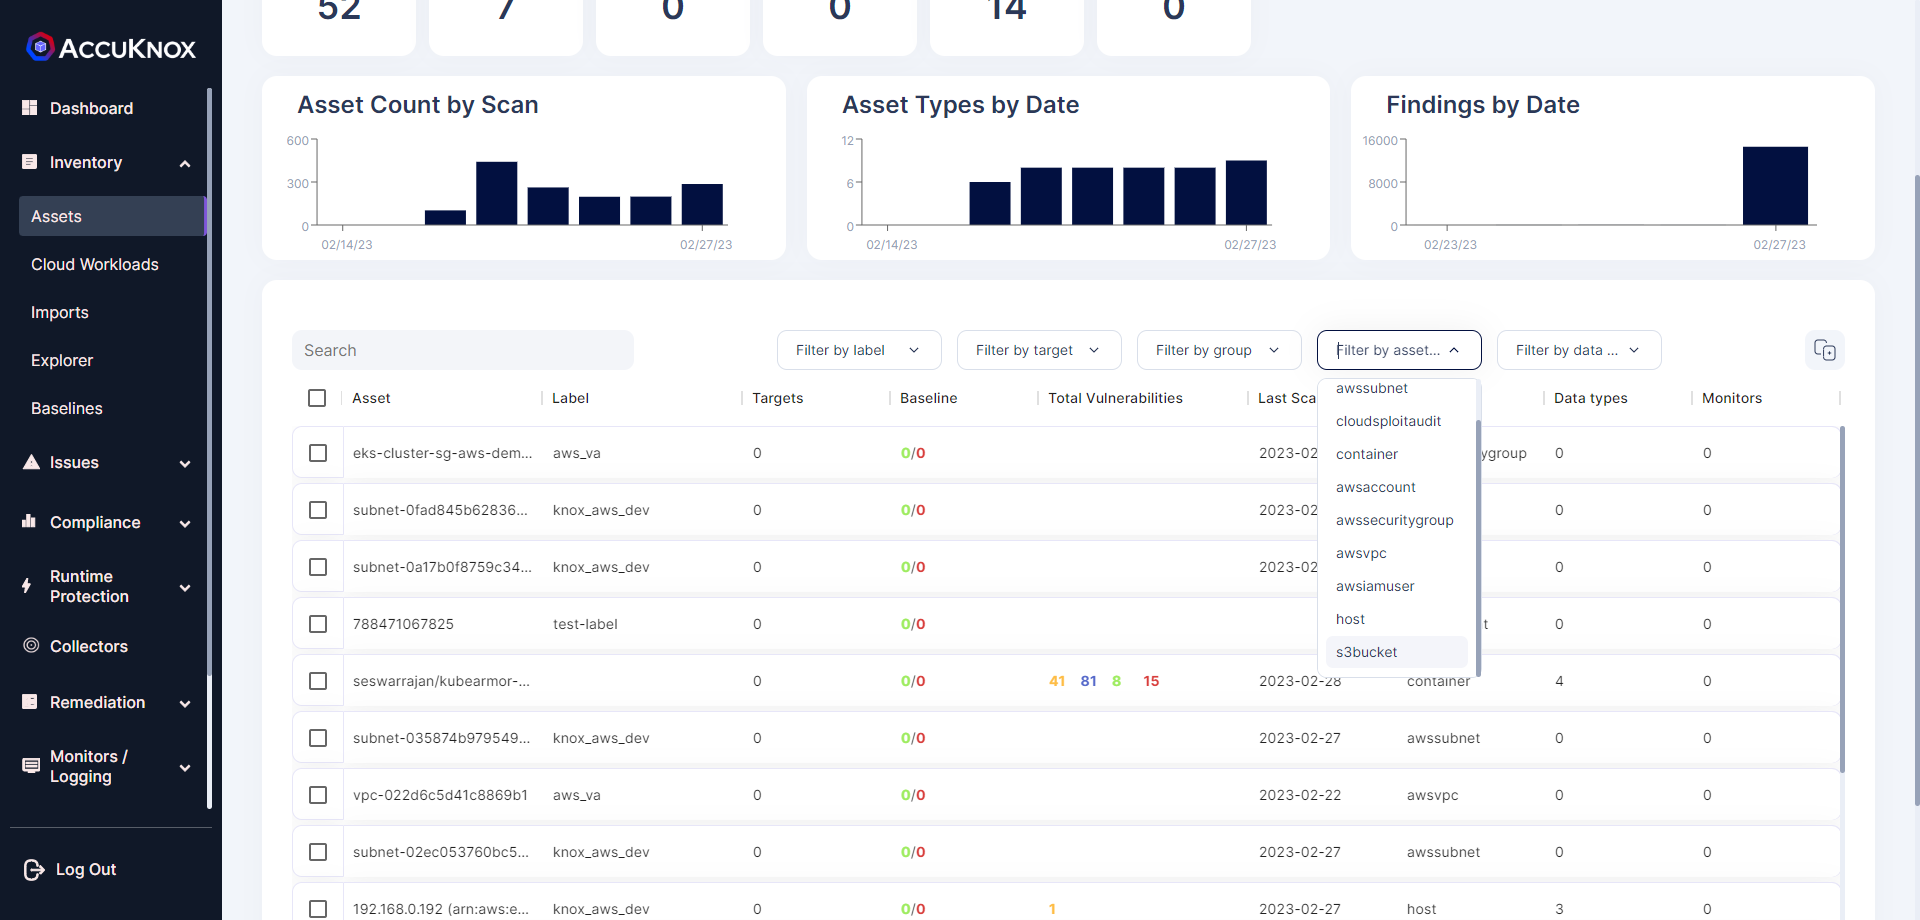 52
7
0
0
14
0
ACCUKNOX
Dashboard
Inventory
Assets
Cloud Workloads
Imports
Explorer
Baselines
Issues
Compliance
Runtime
Protection
Collectors
Remediation
Monitors /
Logging
Log Out
Asset Count by Scan
600
300
0
02/14/23
02/27/23
Asset Types by Date
12
6
0
02/14/23
02/27/23
Findings by Date
16000
8000
0
02/23/23
02/27/23
Search
Filter by label
Filter by target
Filter by group
Filter by asset...
Filter by data ...
awssubnet
cloudsploitaudit
container
awsaccount
awssecuritygroup
awsvpc
awsiamuser
host
s3bucket
Asset Label Targets Baseline Total Vulnerabilities Last Sca Data types Monitors
eks-cluster-sg-aws-dem... aws_va 0 0/0 2023-02 ygroup 0 0
subnet-0fad845b62836... knox_aws_dev 0 0/0 2023-02 0 0
subnet-0a17b0f8759c34... knox_aws_dev 0 0/0 2023-02 0 0
788471067825 test-label 0 0/0 t 0 0
seswarrajan/kubearmor-... 0 0/0 41 81 8 15 2023-02-28 container 4 0
subnet-035874b979549... knox_aws_dev 0 0/0 2023-02-27 awssubnet 0 0
vpc-022d6c5d41c8869b1 aws_va 0 0/0 2023-02-22 awsvpc 0 0
subnet-02ec053760bc5... knox_aws_dev 0 0/0 2023-02-27 awssubnet 0 0
192.168.0.192 (arn:aws:e... knox_aws_dev 0 0/0 1 2023-02-27 host 3 0